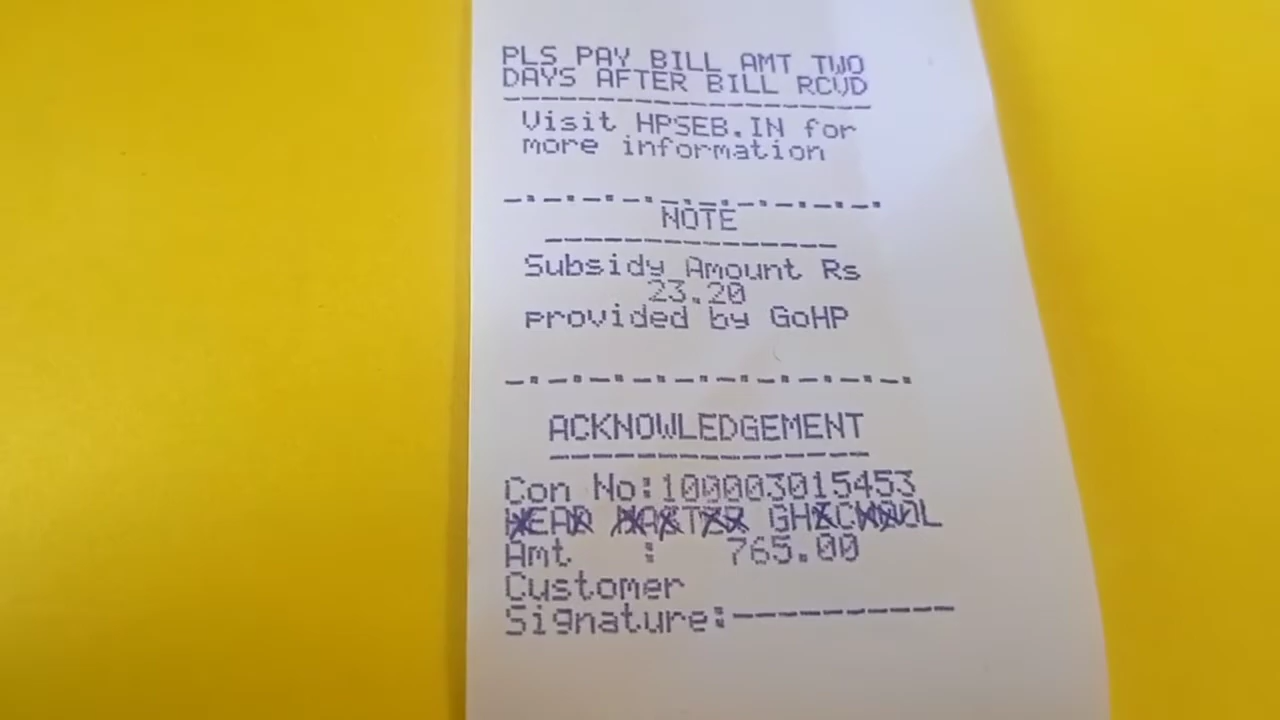 PLS PAY BILL AMT TWO
DAYS AFTER BILL RCVD
Visit HPSEB.IN for
more information
NOTE
Subsidy Amount Rs
23.20
provided by GoHP
ACKNOWLEDGEMENT
Con No:100003015453
Amt : 765.00
Customer
Signature: